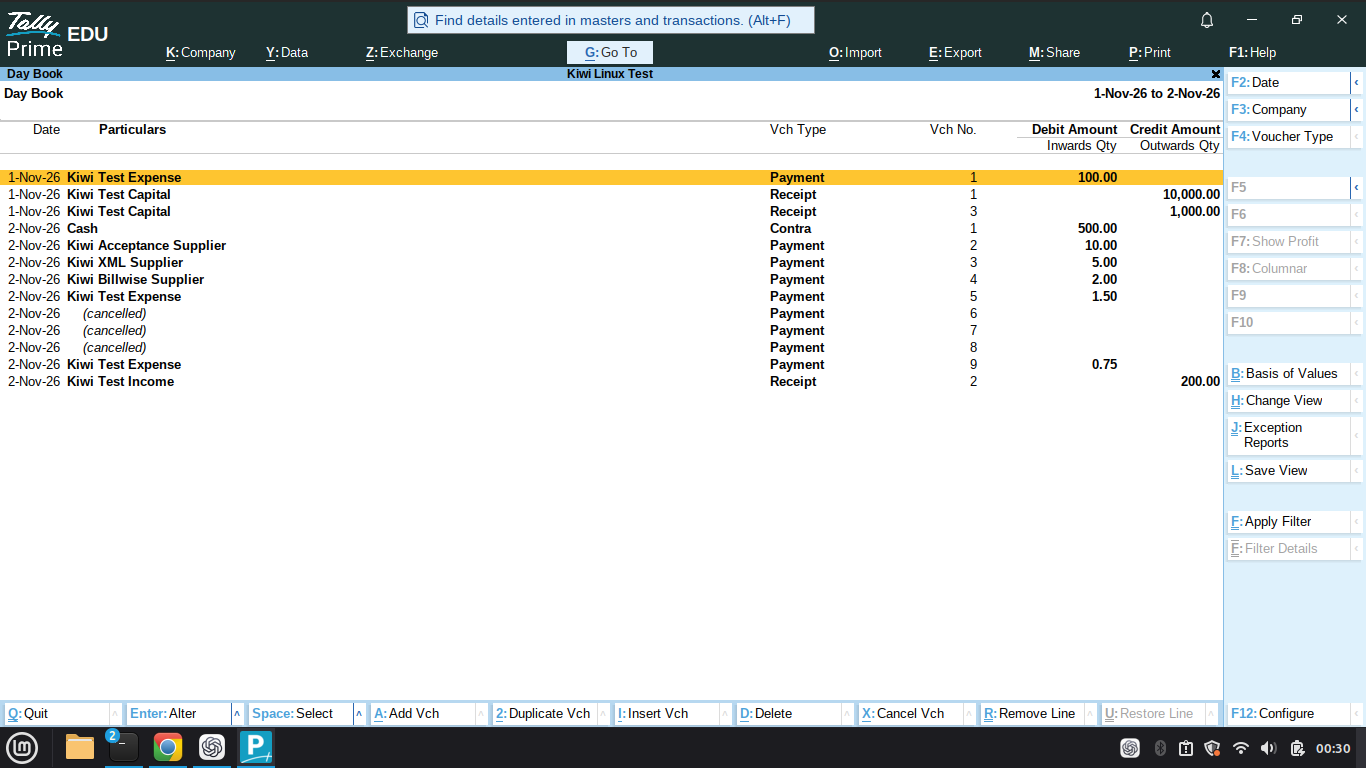 Tally Prime EDU
Find details entered in masters and transactions. (Alt+F)
K: Company Y: Data Z: Exchange G: Go To O: Import E: Export M: Share P: Print F1: Help
Day Book Kiwi Linux Test
Day Book 1-Nov-26 to 2-Nov-26
Date Particulars Vch Type Vch No. Debit Amount Credit Amount
Inwards Qty Outwards Qty
1-Nov-26 Kiwi Test Expense Payment 1 100.00
1-Nov-26 Kiwi Test Capital Receipt 1 10,000.00
1-Nov-26 Kiwi Test Capital Receipt 3 1,000.00
2-Nov-26 Cash Contra 1 500.00
2-Nov-26 Kiwi Acceptance Supplier Payment 2 10.00
2-Nov-26 Kiwi XML Supplier Payment 3 5.00
2-Nov-26 Kiwi Billwise Supplier Payment 4 2.00
2-Nov-26 Kiwi Test Expense Payment 5 1.50
2-Nov-26 (cancelled) Payment 6
2-Nov-26 (cancelled) Payment 7
2-Nov-26 (cancelled) Payment 8
2-Nov-26 Kiwi Test Expense Payment 9 0.75
2-Nov-26 Kiwi Test Income Receipt 2 200.00
F2: Date
F3: Company
F4: Voucher Type
F5
F6
F7: Show Profit
F8: Columnar
F9
F10
B: Basis of Values
H: Change View
J: Exception
Reports
L: Save View
F: Apply Filter
F: Filter Details
Q: Quit Enter: Alter Space: Select A: Add Vch 2: Duplicate Vch I: Insert Vch D: Delete X: Cancel Vch R: Remove Line U: Restore Line F12: Configure
2
P
00:30